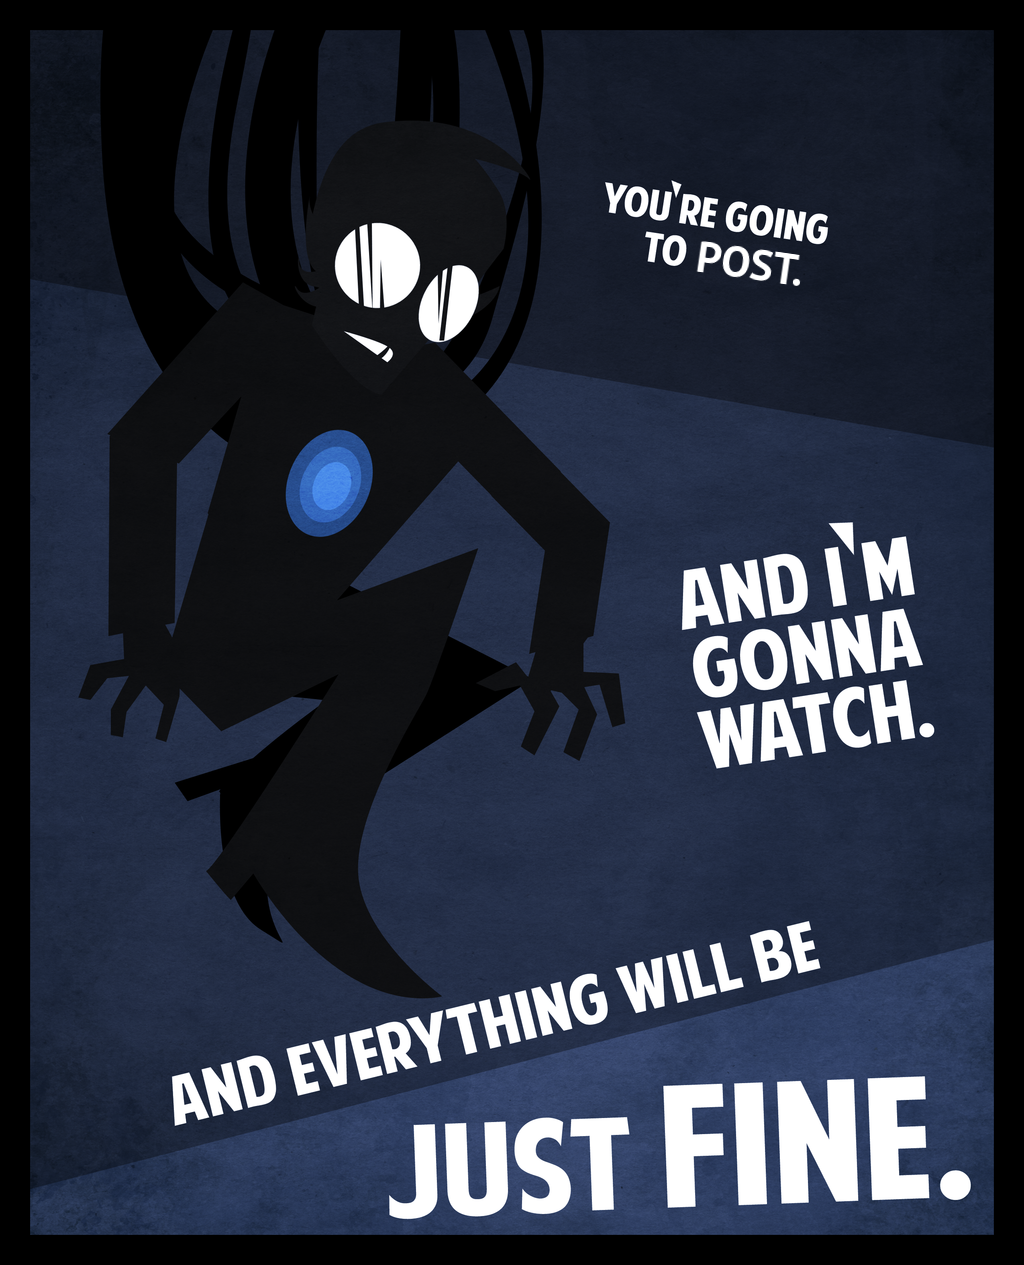 YOU'RE GOING
TO POST.
AND I'M
GONNA
WATCH.
AND EVERYTHING WILL BE
JUST FINE.